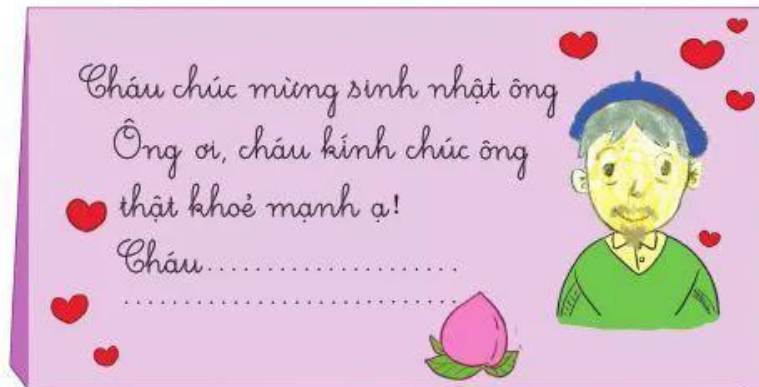 Cháu chúc mừng sinh nhật ông
Ông ơi, cháu kính chúc ông
thật khoẻ mạnh ạ!
Cháu.....................
..............................